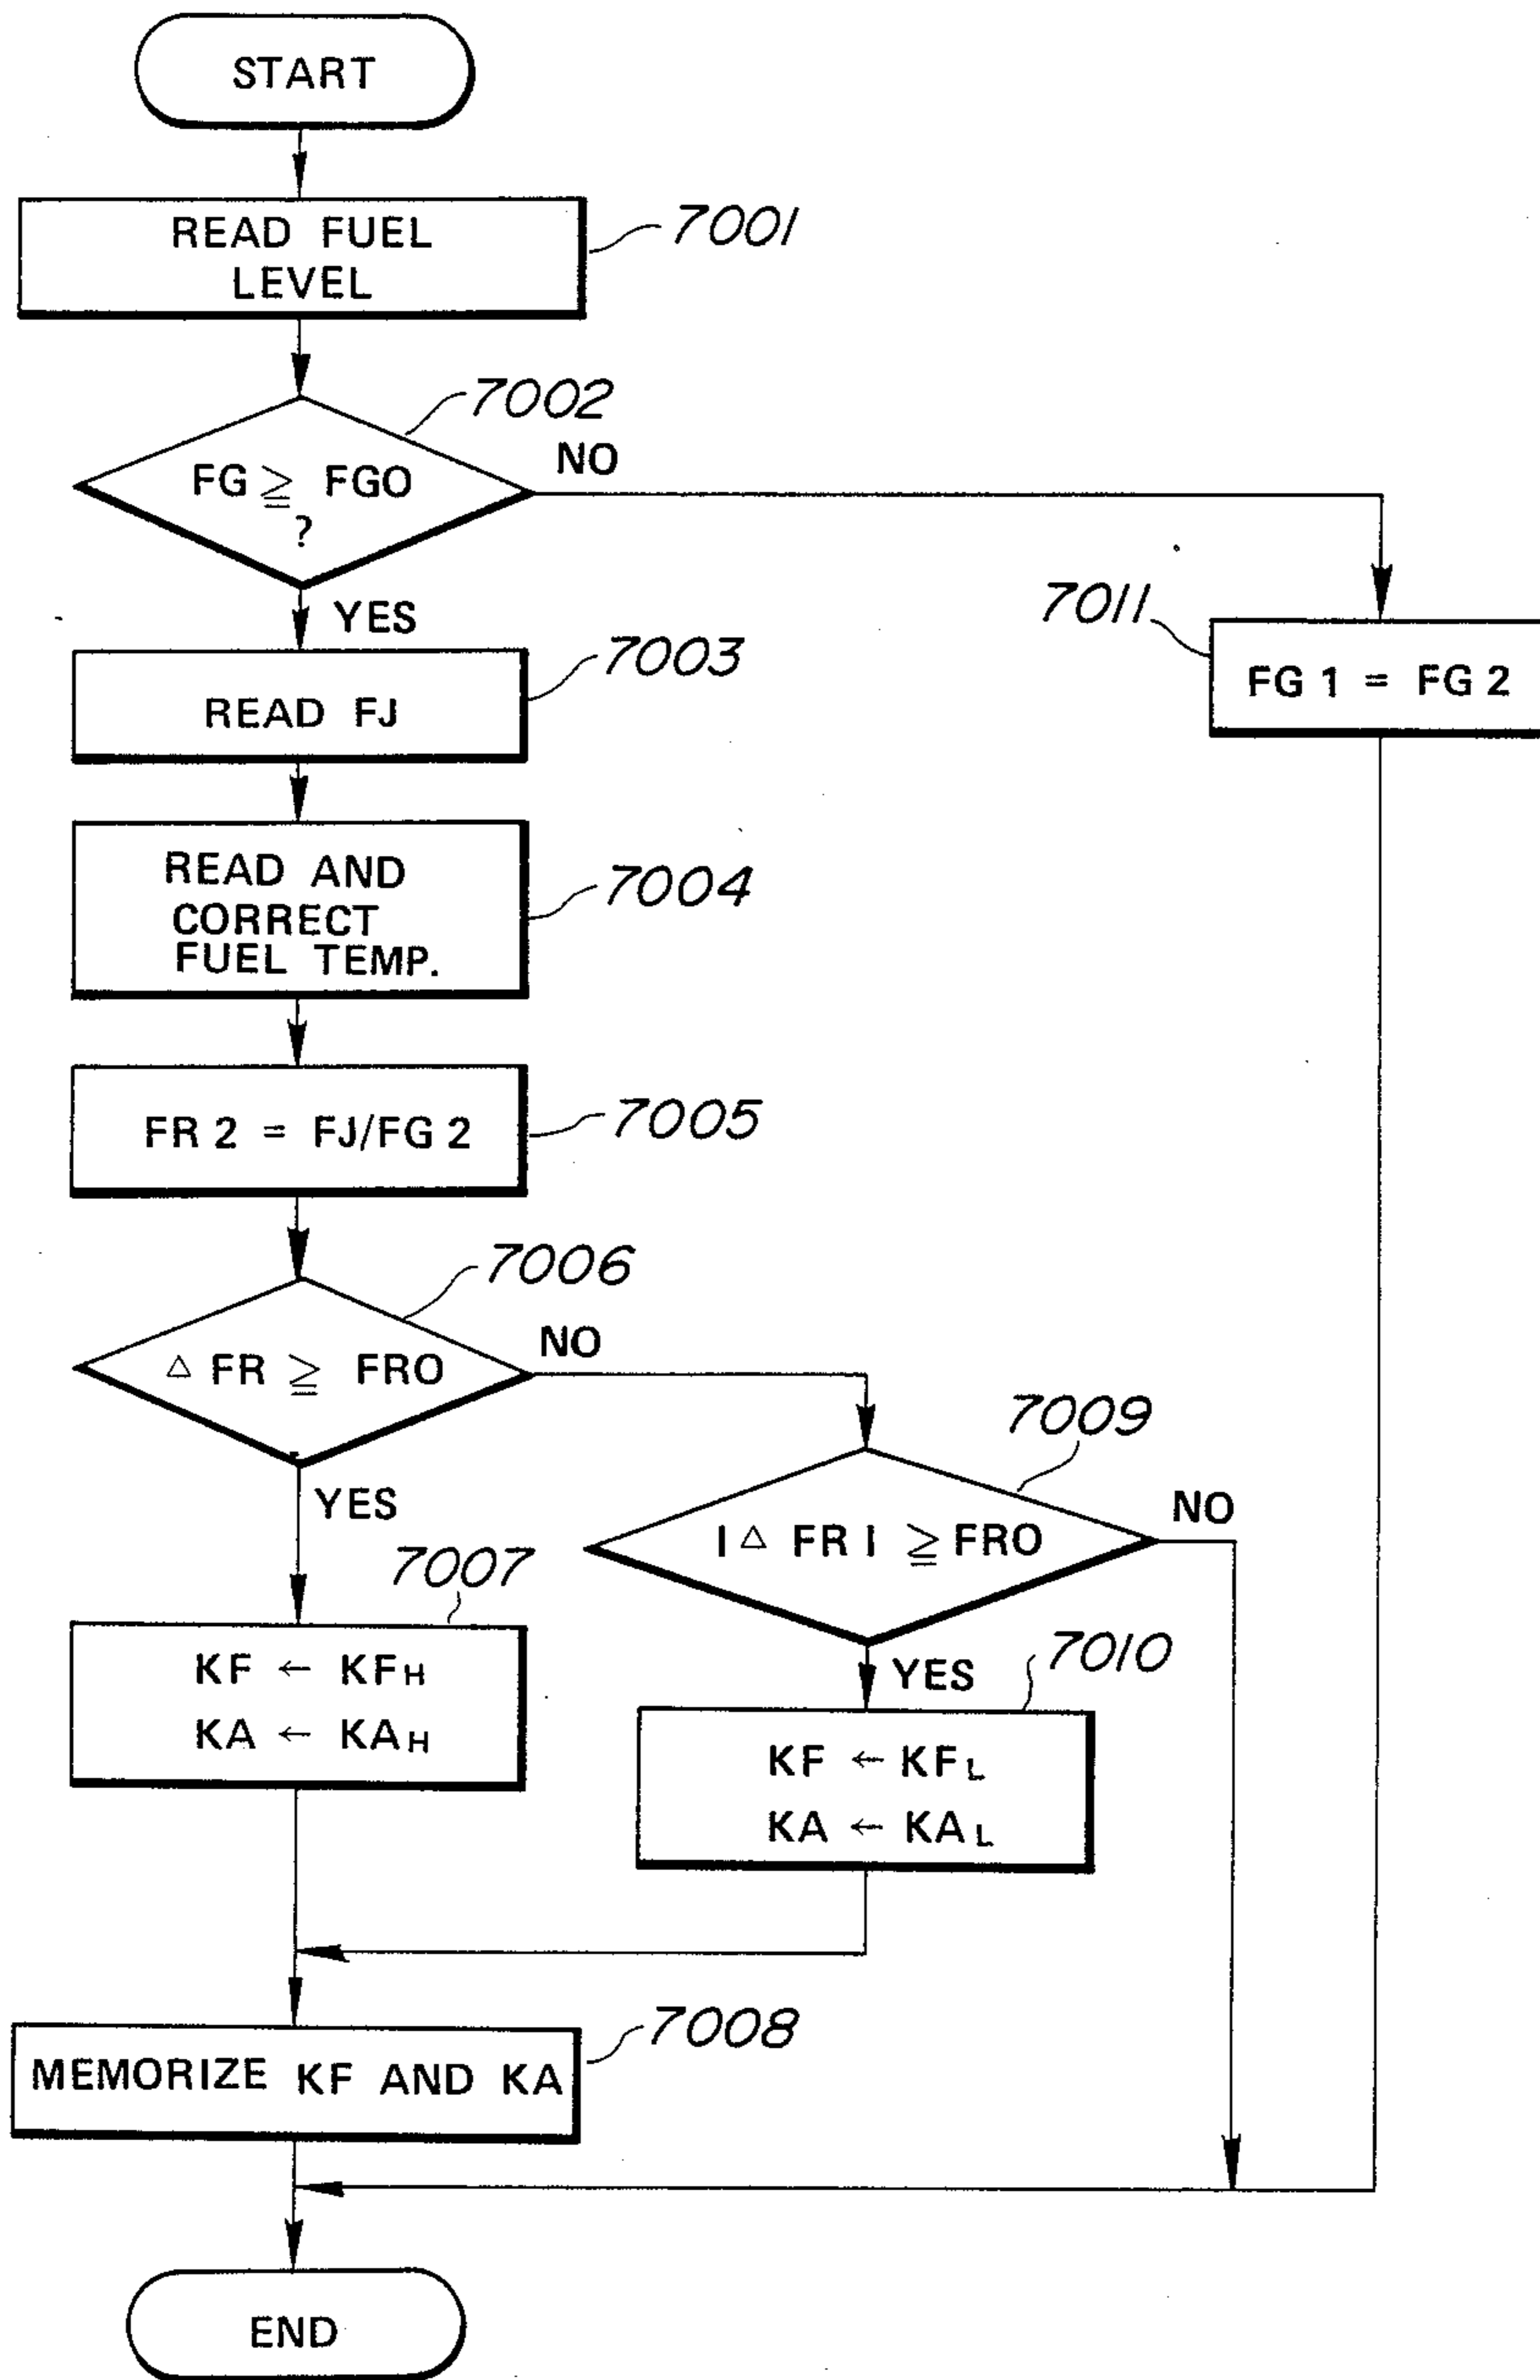 START
READ FUEL
LEVEL
7001
7002
FG ≧ FGO
?
NO
YES
7003
READ FJ
7011
FG 1 = FG 2
READ AND
CORRECT
FUEL TEMP.
7004
FR 2 = FJ/FG 2
7005
7006
△ FR ≧ FRO
NO
YES
7009
I △ FR I ≧ FRO
NO
YES
7007
KF ← KFH
KA ← KAH
7010
KF ← KFL
KA ← KAL
7008
MEMORIZE KF AND KA
END